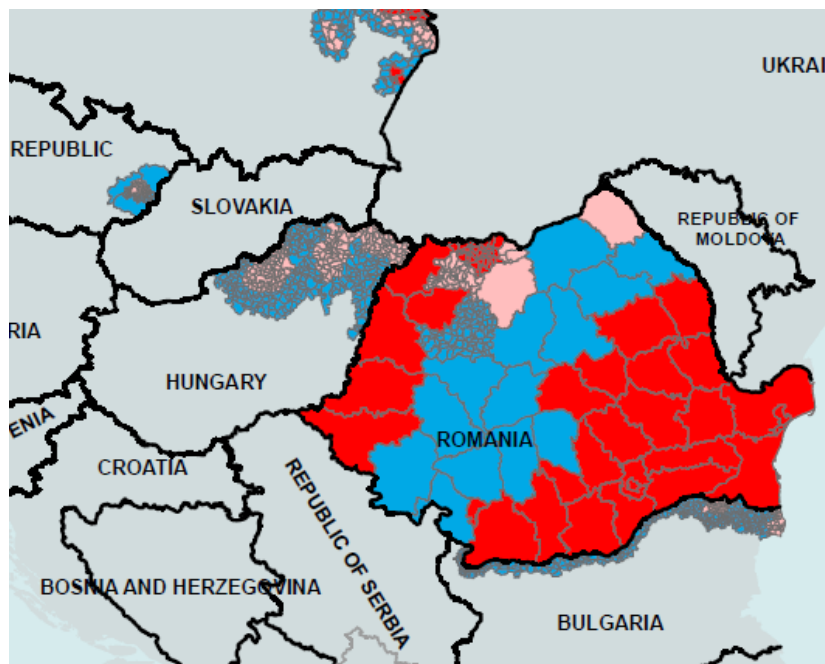 UKRAI
REPUBLIC
SLOVAKIA
REPUBLIC OF
MOLDOVA
RIA
HUNGARY
ENIA
ROMANIA
CROATIA
REPUBLIC OF SERBIA
BOSNIA AND HERZEGOVINA
BULGARIA